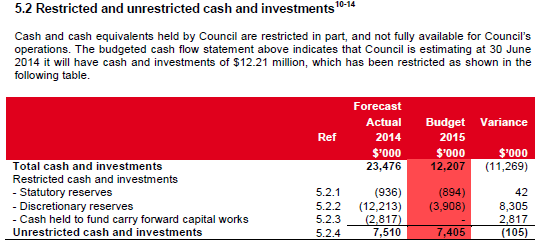 5.2 Restricted and unrestricted cash and investments10-14
Cash and cash equivalents held by Council are restricted in part, and not fully available for Council's
operations. The budgeted cash flow statement above indicates that Council is estimating at 30 June
2014 it will have cash and investments of $12.21 million, which has been restricted as shown in the
following table.
Forecast
Actual Budget Variance
Ref 2014 2015
$'000 $'000 $'000
Total cash and investments 23,476 12,207 (11,269)
Restricted cash and investments
- Statutory reserves 5.2.1 (936) (894) 42
- Discretionary reserves 5.2.2 (12,213) (3,908) 8,305
- Cash held to fund carry forward capital works 5.2.3 (2,817) - 2,817
Unrestricted cash and investments 5.2.4 7,510 7,405 (105)